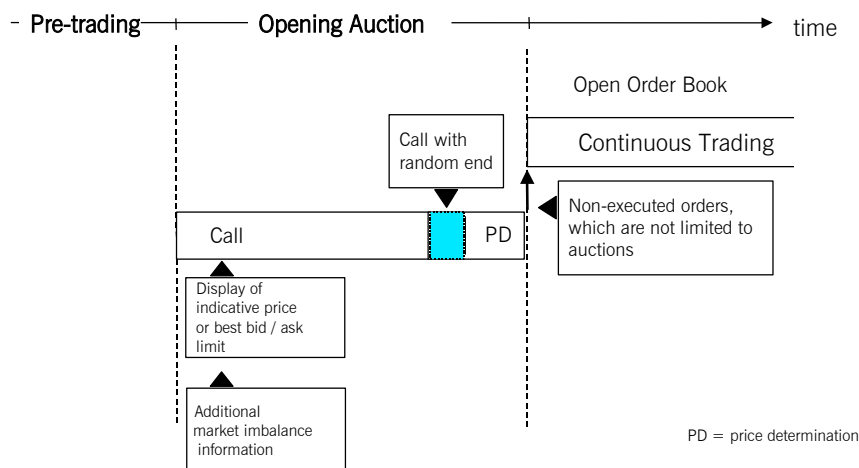 Pre-trading
Opening Auction
time
Open Order Book
Continuous Trading
Call with
random end
Call
PD
Non-executed orders,
which are not limited to
auctions
Display of
indicative price
or best bid / ask
limit
Additional
market imbalance
information
PD = price determination